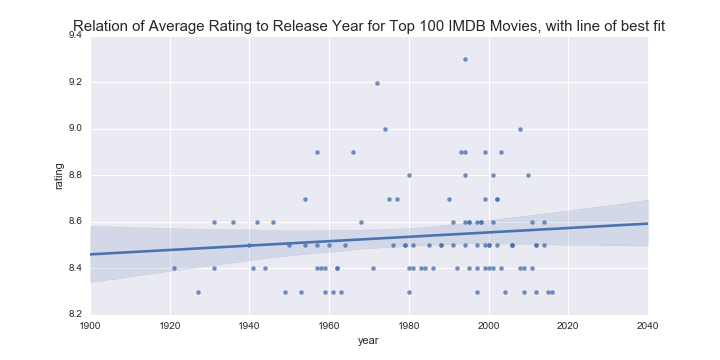 Relation of Average Rating to Release Year for Top 100 IMDB Movies, with line of best fit
9.4
9.2
9.0
8.8
8.6
8.4
8.2
rating
1900 1920 1940 1960 1980 2000 2020 2040
year